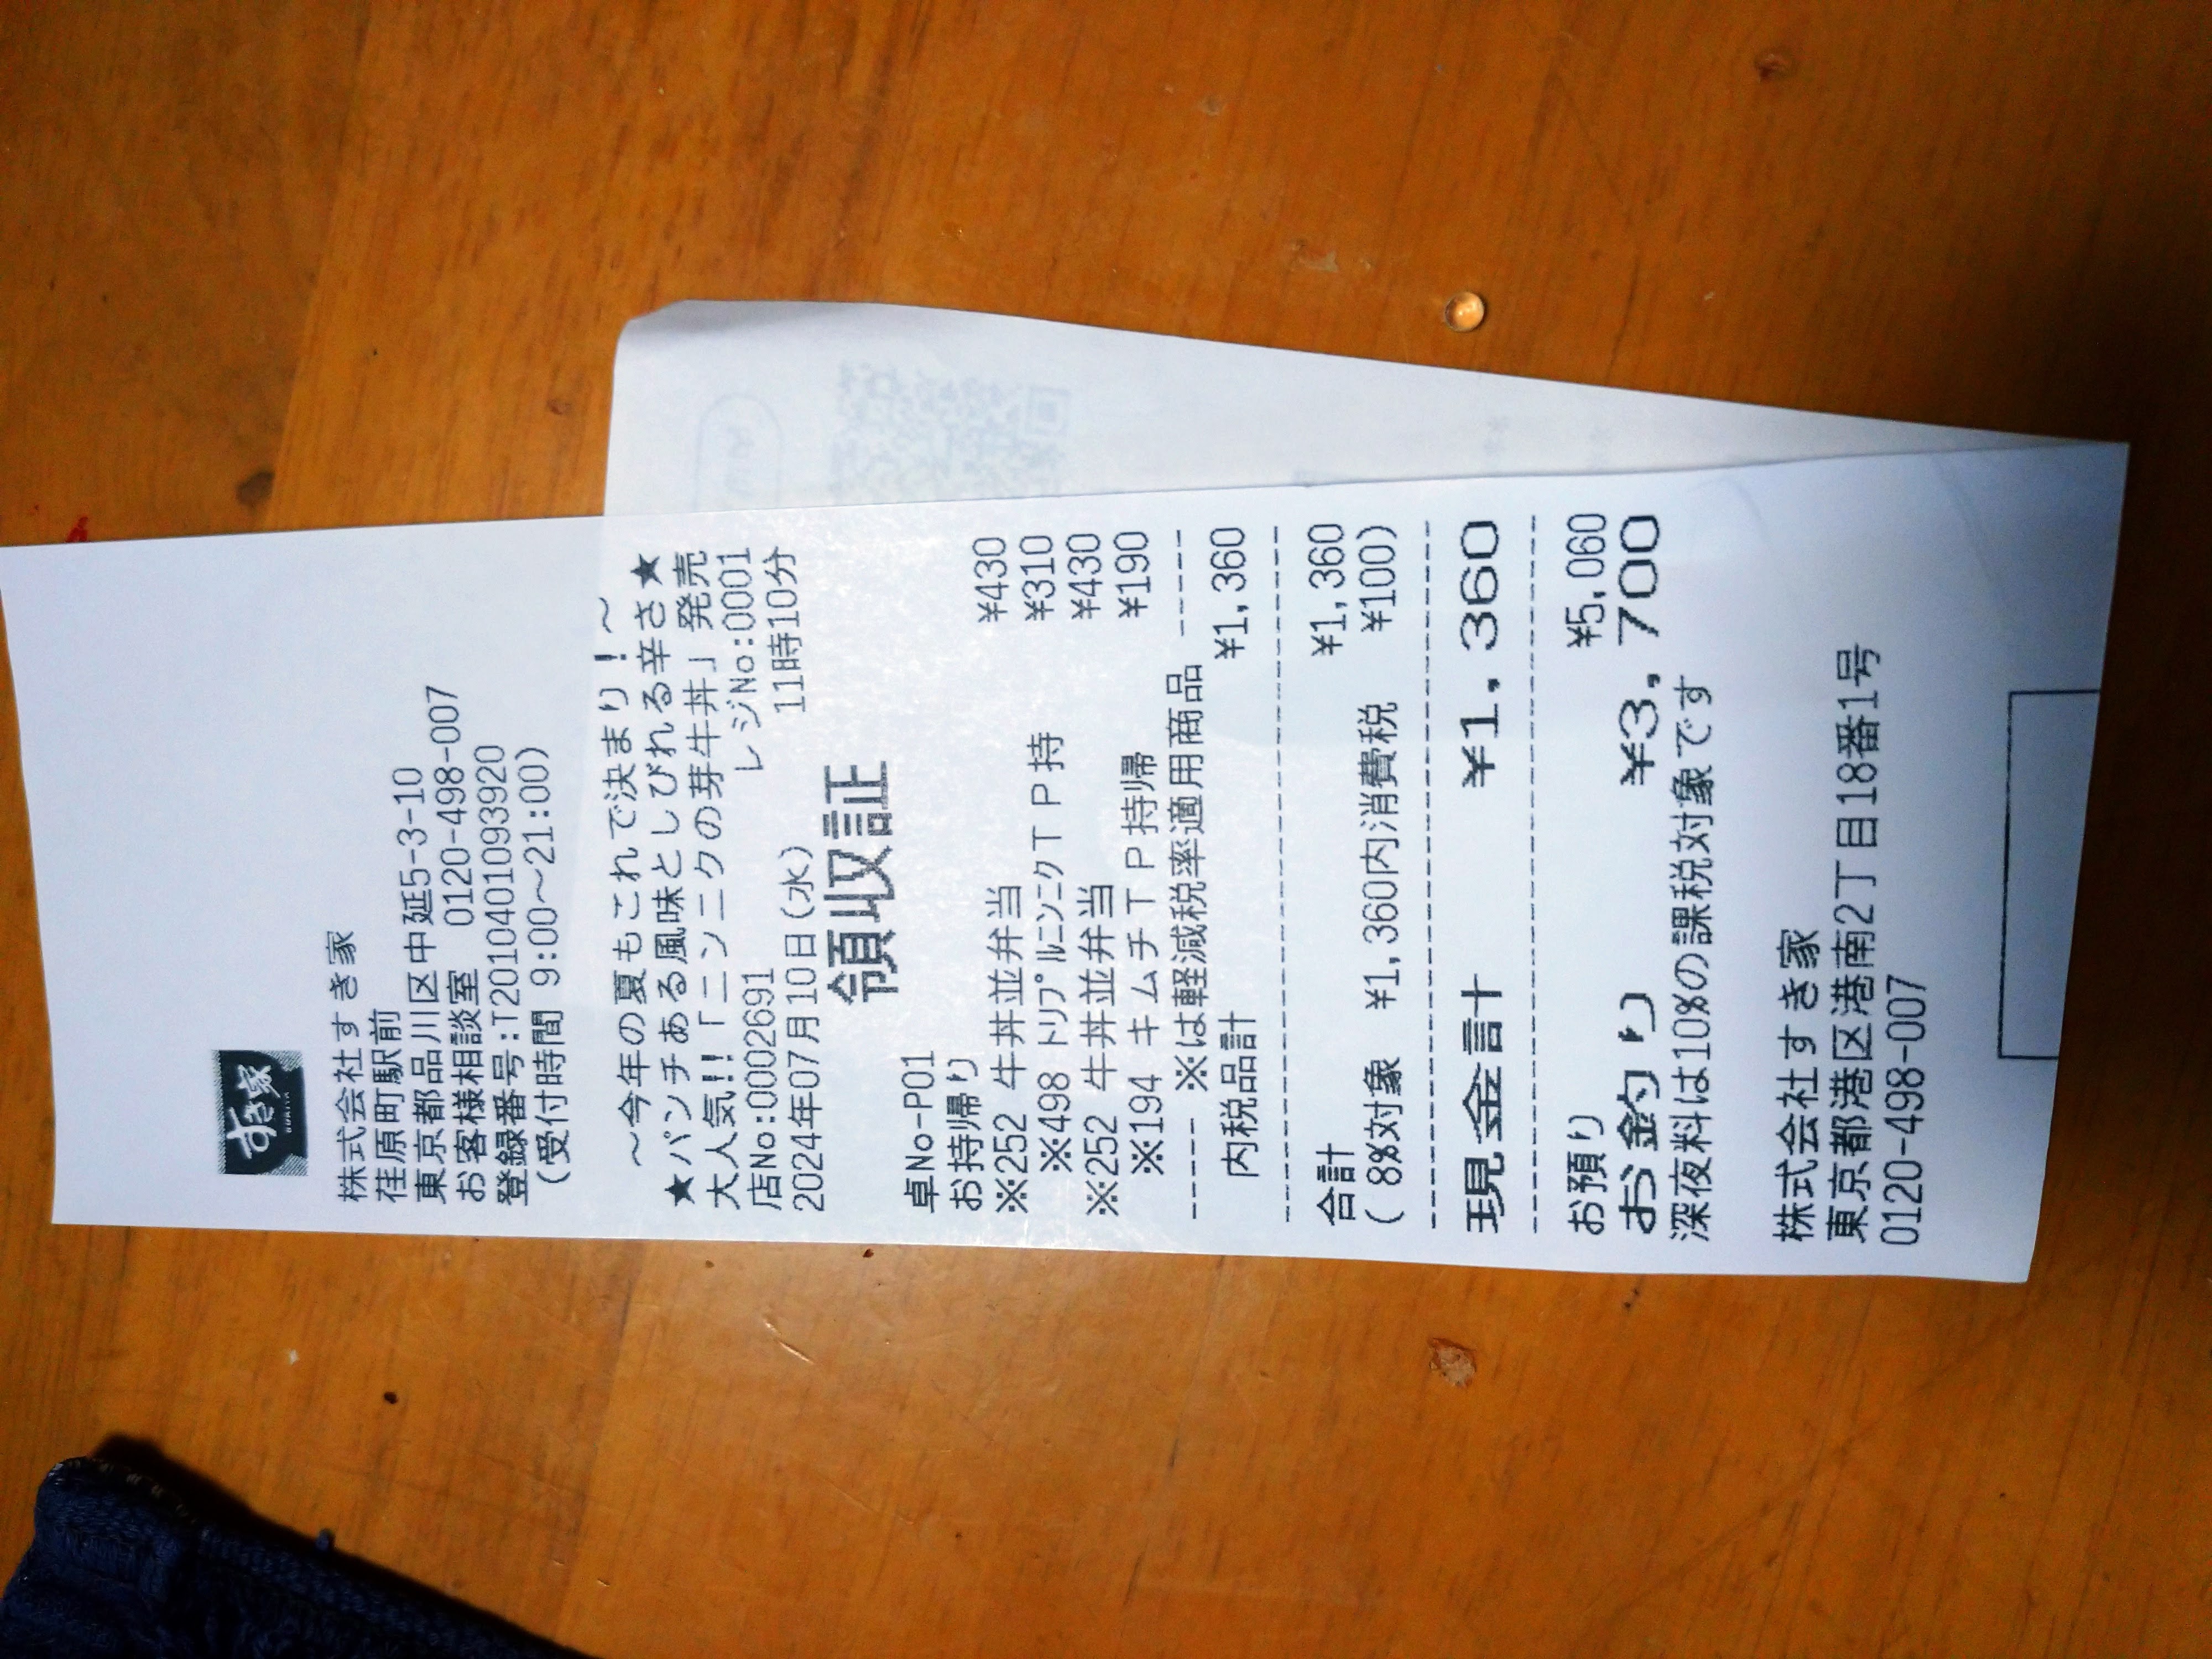 すき家
SUKIYA
株式会社すき家
荏原町駅前
東京都品川区中延5-3-10
お客様相談室 0120-498-007
登録番号:T2010401093920
(受付時間 9:00～21:00)
～今年の夏もこれで決まり!～
★パンチある風味としびれる辛さ★
大人気!!「ニンニクの芽牛丼」発売
店No:0002691 レジNo:0001
2024年07月10日(水) 11時10分
領収証
卓No-P01
お持帰り
※252 牛丼並弁当 ¥430
※498 トリプルニンニクTP持 ¥310
※252 牛丼並弁当 ¥430
※194 キムチTP持帰 ¥190
----- ※は軽減税率適用商品 -----
内税品計 ¥1,360
合計 ¥1,360
( 8%対象 ¥1,360内消費税 ¥100)
現金計 ¥1,360
お預り ¥5,060
お釣り ¥3,700
深夜料は10%の課税対象です
株式会社すき家
東京都港区港南2丁目18番1号
0120-498-007